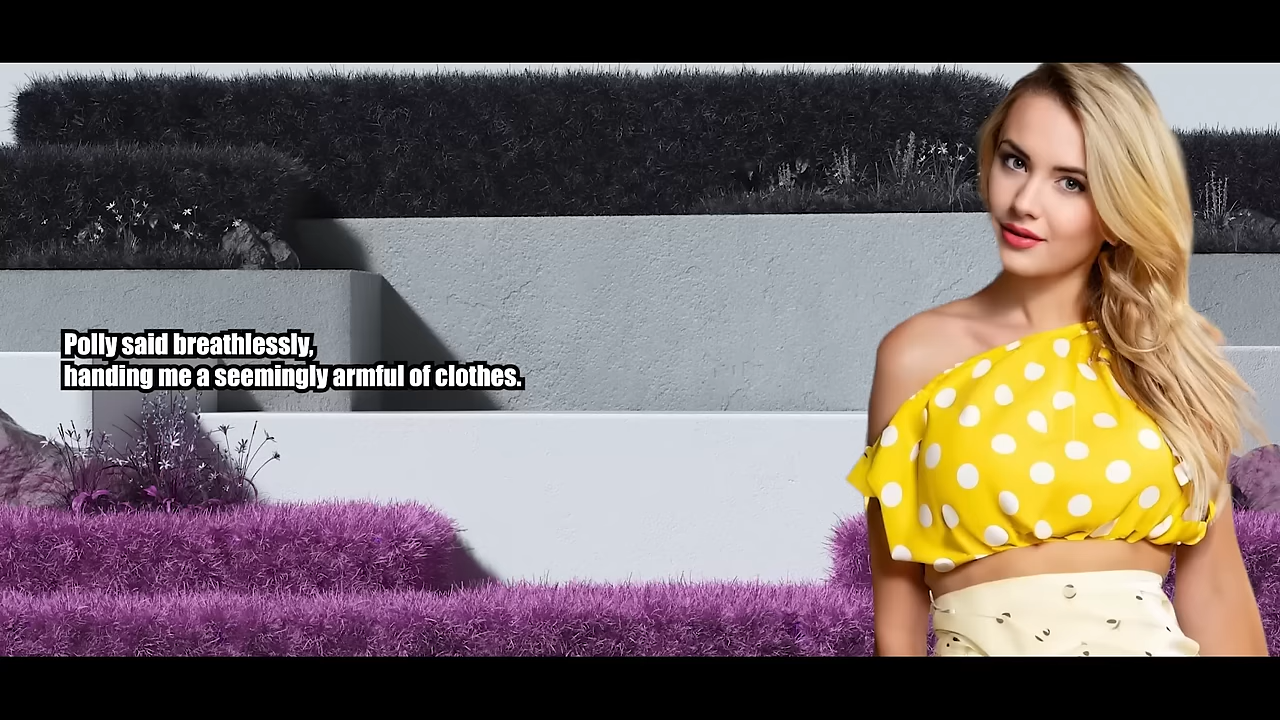 Polly said breathlessly,
handing me a seemingly armful of clothes.